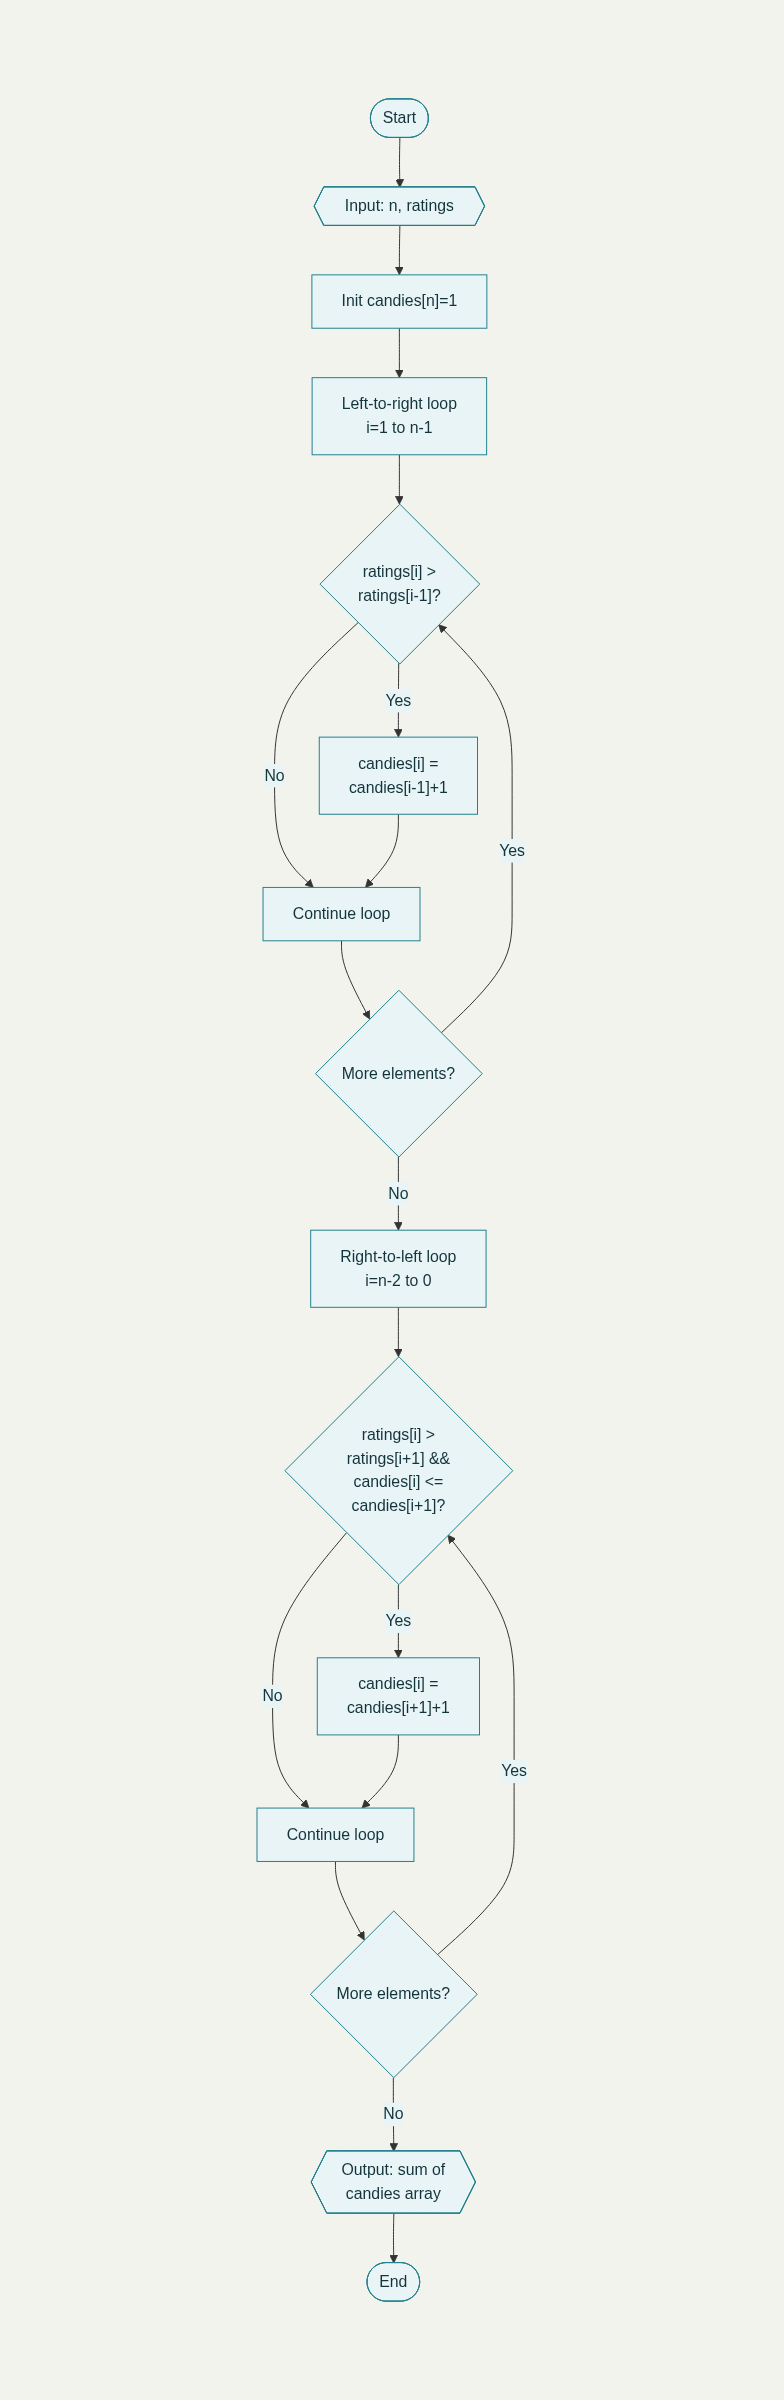 Start
Input: n, ratings
Init candies[n]=1
Left-to-right loop
i=1 to n-1
ratings[i] >
ratings[i-1]?
Yes
candies[i] =
candies[i-1]+1
No
Yes
Continue loop
More elements?
No
Right-to-left loop
i=n-2 to 0
ratings[i] >
ratings[i+1] &&
candies[i] <=
candies[i+1]?
Yes
candies[i] =
candies[i+1]+1
No
Yes
Continue loop
More elements?
No
Output: sum of
candies array
End